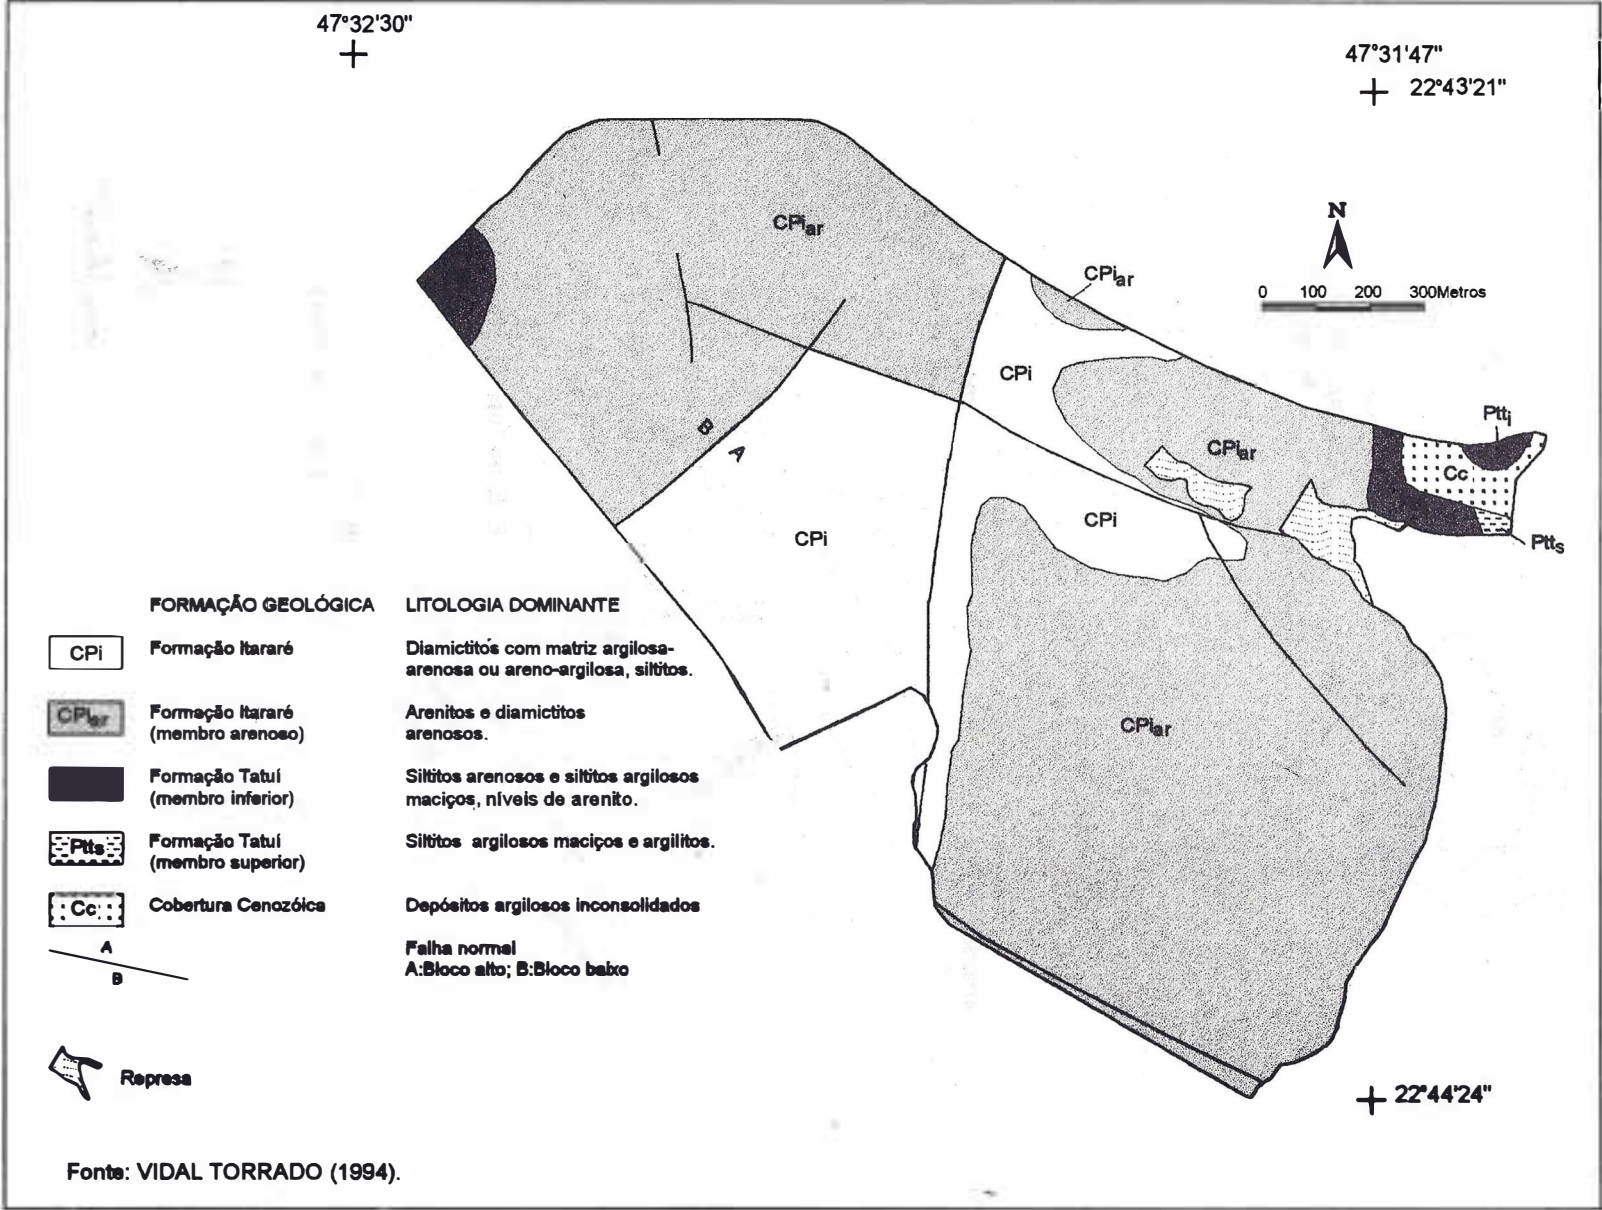 47°32'30"
47°31'47"
22°43'21"
N
0 100 200 300Metros
CPiar
CPiar
CPi
Ptti
CPiar
Cc
B
A
CPi
CPi
Ptts
CPiar
FORMAÇÃO GEOLÓGICA LITOLOGIA DOMINANTE
CPi Formação Itararé Diamictitos com matriz argilosa-
arenosa ou areno-argilosa, siltitos.
CPiar Formação Itararé Arenitos e diamictitos
(membro arenoso) arenosos.
Formação Tatuí Siltitos arenosos e siltitos argilosos
(membro inferior) maciços, níveis de arenito.
Ptts Formação Tatuí Siltitos argilosos maciços e argilitos.
(membro superior)
Cc Cobertura Cenozóica Depósitos argilosos inconsolidados
A Falha normal
B A:Bloco alto; B:Bloco baixo
Represa
22°44'24"
Fonte: VIDAL TORRADO (1994).